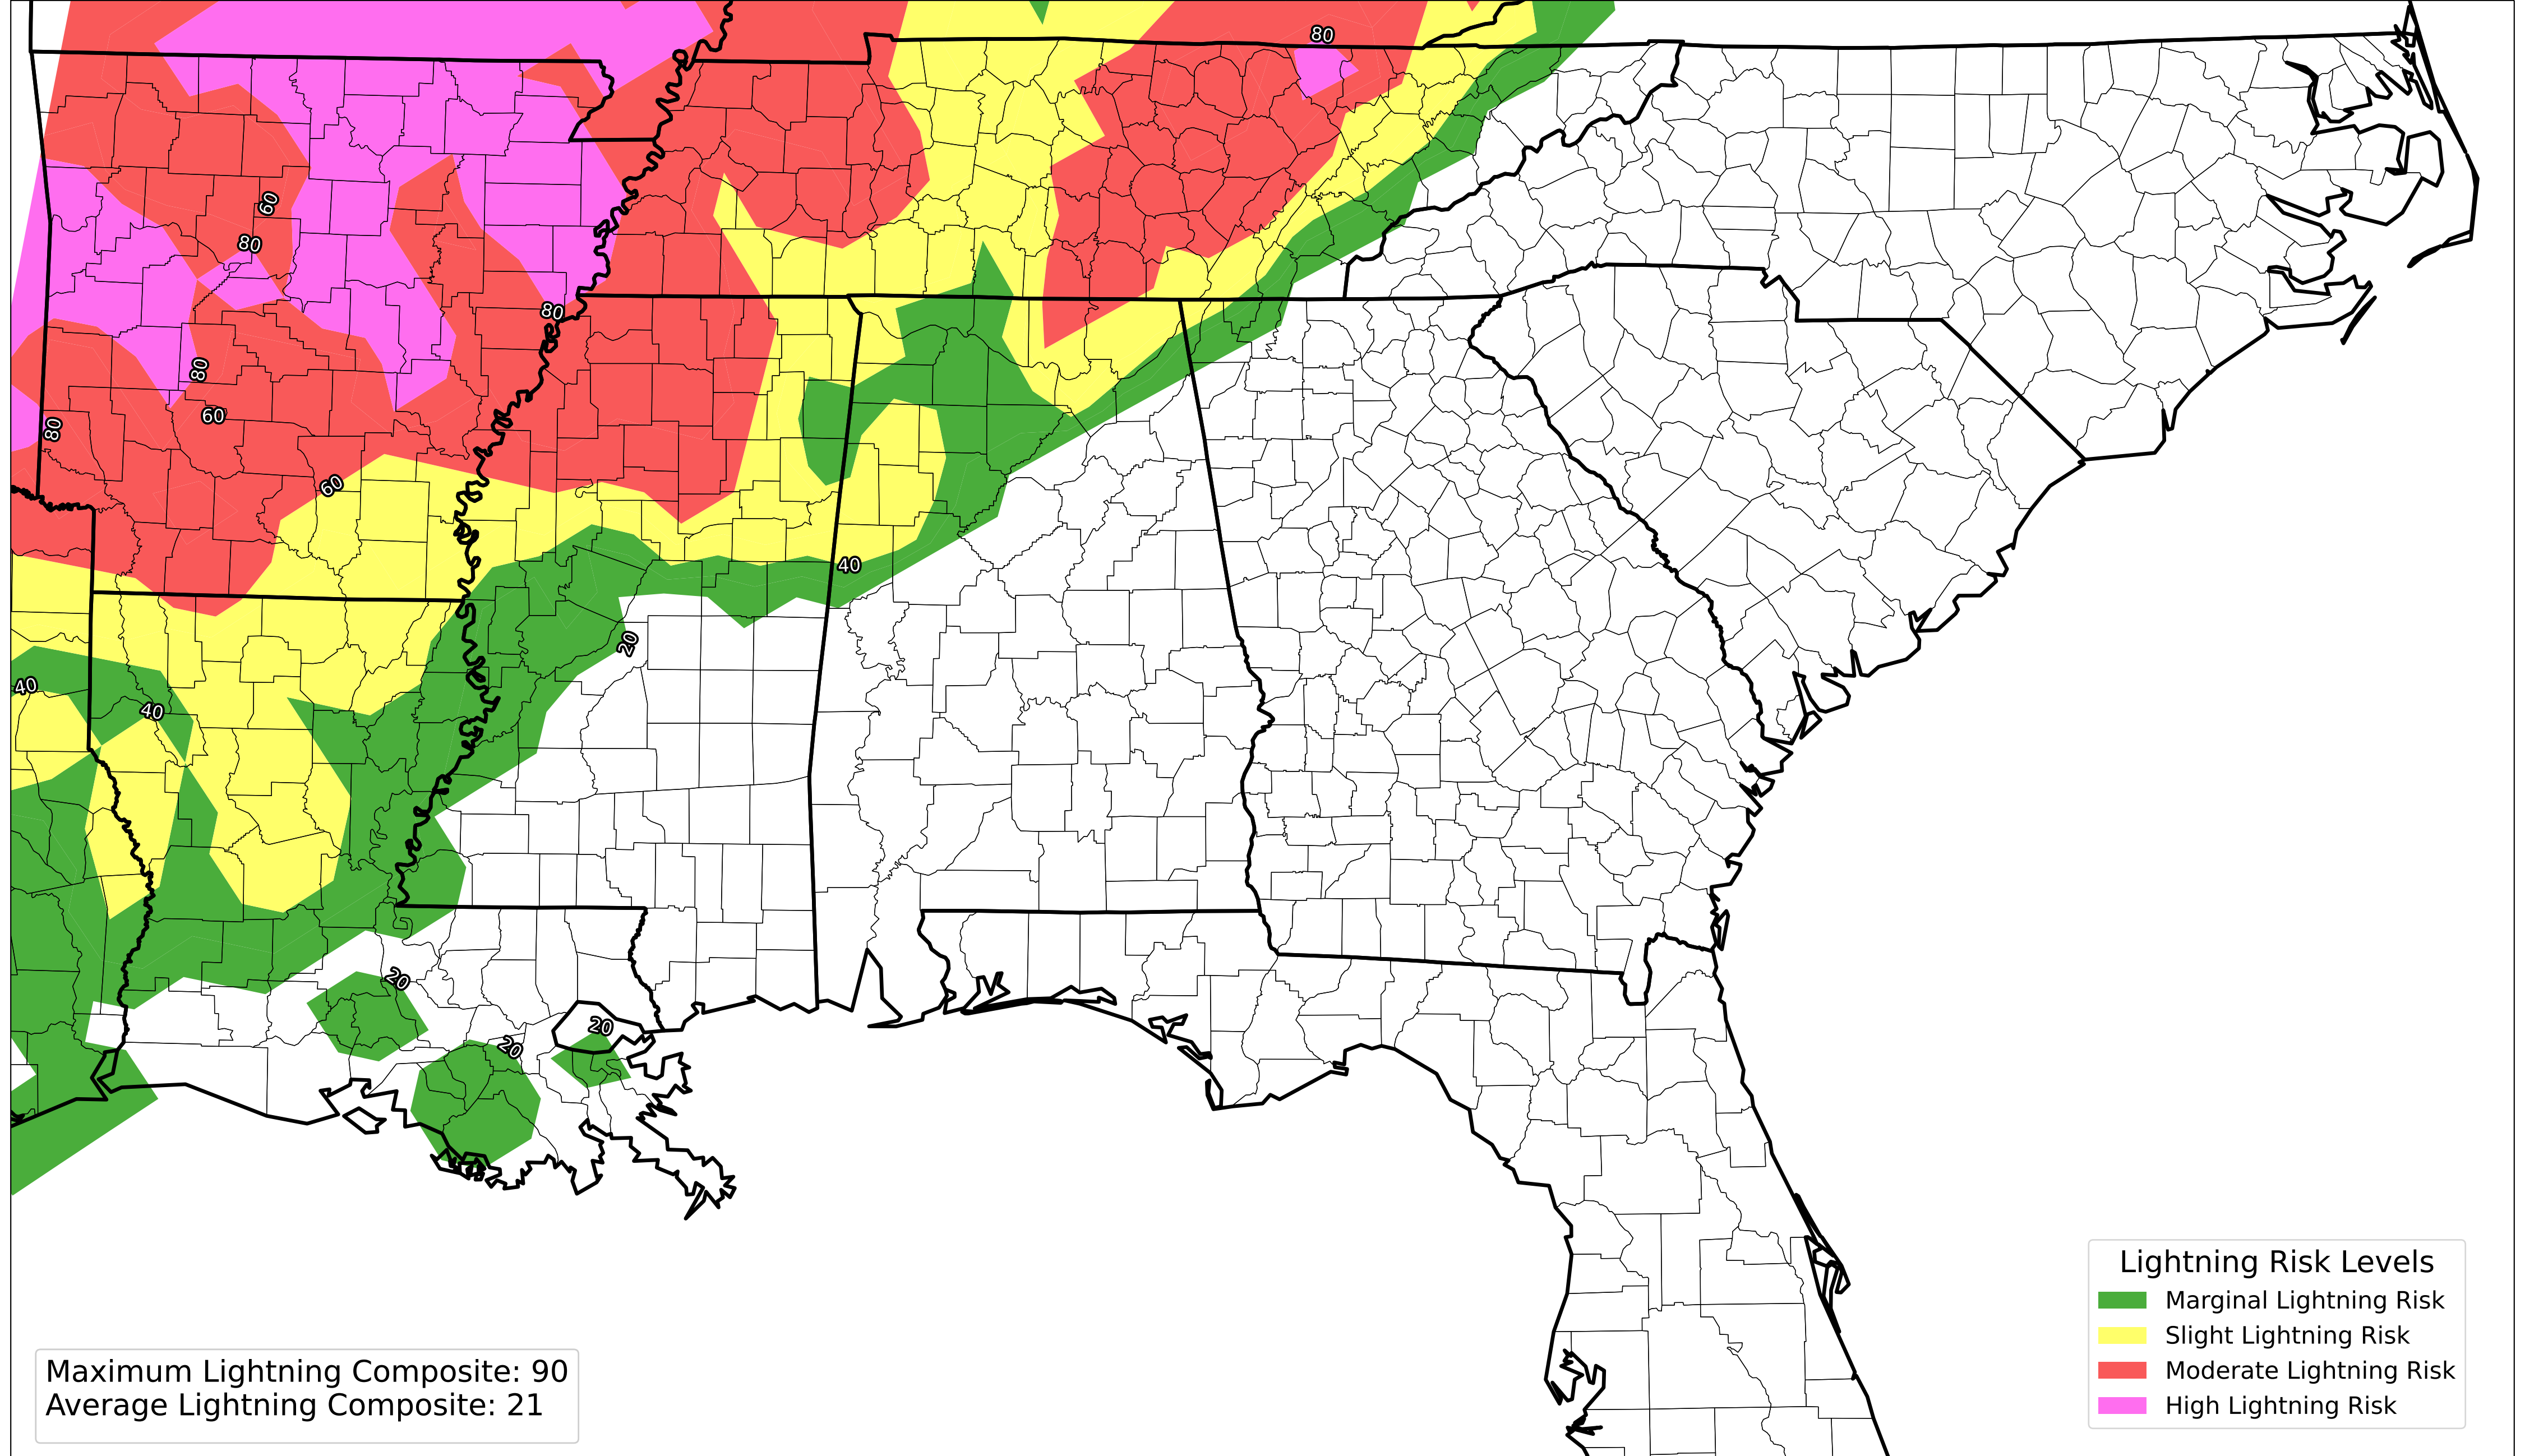 80
60
80
80
80
60
80
60
40
20
40
40
20
20
20
Lightning Risk Levels
Marginal Lightning Risk
Slight Lightning Risk
Moderate Lightning Risk
High Lightning Risk
Maximum Lightning Composite: 90
Average Lightning Composite: 21